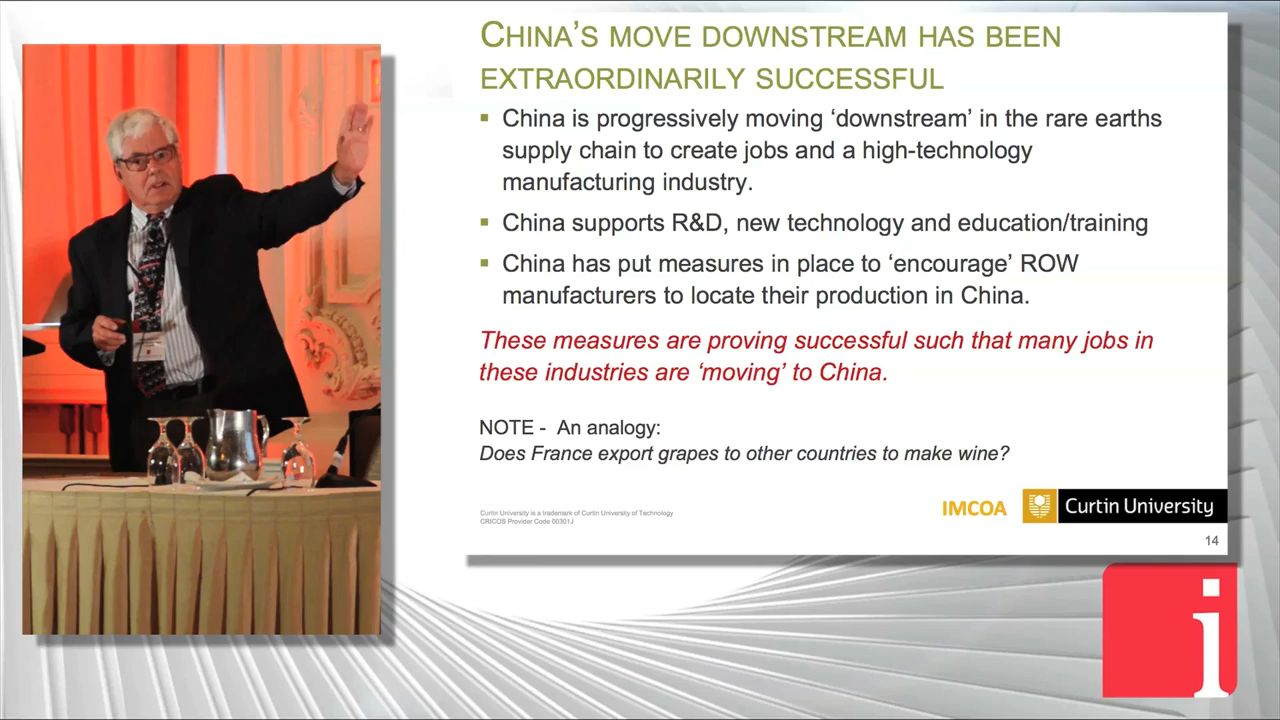 CHINA'S MOVE DOWNSTREAM HAS BEEN
EXTRAORDINARILY SUCCESSFUL
▪ China is progressively moving ‘downstream’ in the rare earths
supply chain to create jobs and a high-technology
manufacturing industry.
▪ China supports R&D, new technology and education/training
▪ China has put measures in place to ‘encourage’ ROW
manufacturers to locate their production in China.
These measures are proving successful such that many jobs in
these industries are ‘moving’ to China.
NOTE - An analogy:
Does France export grapes to other countries to make wine?
Curtin University is a trademark of Curtin University of Technology
CRICOS Provider Code 00301J
IMCOA Curtin University
14
i